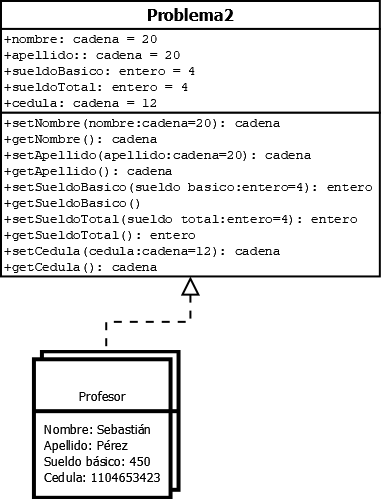 Problema2
+nombre: cadena = 20
+apellido:: cadena = 20
+sueldoBasico: entero = 4
+sueldoTotal: entero = 4
+cedula: cadena = 12
+setNombre(nombre:cadena=20): cadena
+getNombre(): cadena
+setApellido(apellido:cadena=20): cadena
+getApellido(): cadena
+setSueldoBasico(sueldo basico:entero=4): entero
+getSueldoBasico()
+setSueldoTotal(sueldo total:entero=4): entero
+getSueldoTotal(): entero
+setCedula(cedula:cadena=12): cadena
+getCedula(): cadena
Profesor
Nombre: Sebastián
Apellido: Pérez
Sueldo básico: 450
Cedula: 1104653423